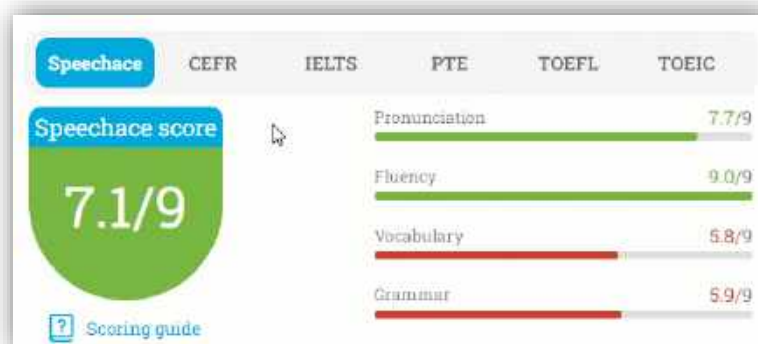 Speechace CEFR IELTS PTE TOEFL TOEIC
Speechace score
7.1/9
Scoring guide
Pronunciation 7.7/9
Fluency 9.0/9
Vocabulary 5.8/9
Grammar 5.9/9